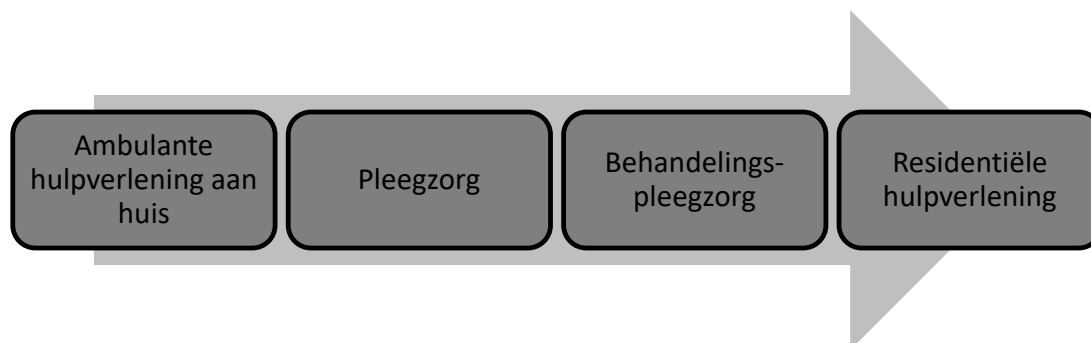 Ambulante
hulpverlening aan
huis
Pleegzorg
Behandelings-
pleegzorg
Residentiële
hulpverlening